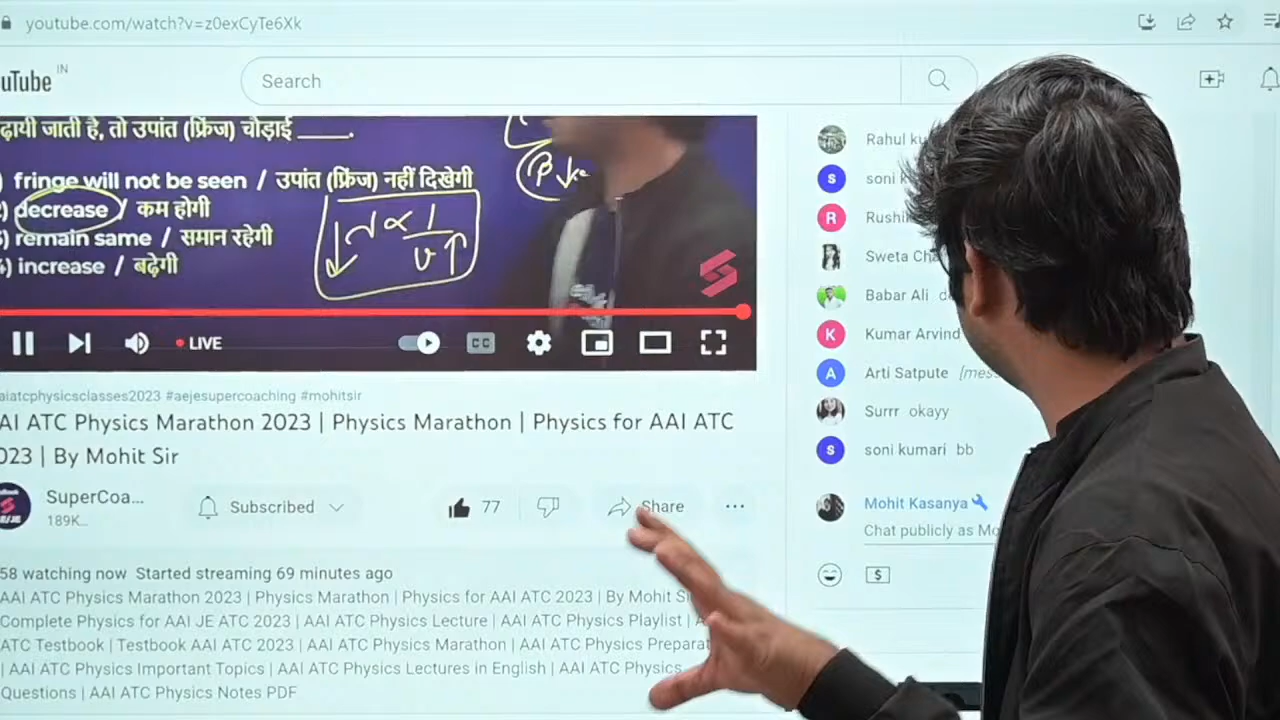 youtube.com/watch?v=z0exCyTe6Xk
uTube IN
Search
ढ़ायी जाती है, तो उपांत (फ्रिंज) चोड़ाई ____.
) fringe will not be seen / उपांत (फ्रिंज) नहीं दिखेगी
) decrease / कम होगी
) remain same / समान रहेगी
) increase / बढ़ेगी
↓ λ ∝ 1/υ↑
β↓
LIVE
CC
aiatcphysicsclasses2023 #aejesupercoaching #mohitsir
AI ATC Physics Marathon 2023 | Physics Marathon | Physics for AAI ATC
023 | By Mohit Sir
SuperCoa...
189K...
Subscribed
77
Share
58 watching now Started streaming 69 minutes ago
AAI ATC Physics Marathon 2023 | Physics Marathon | Physics for AAI ATC 2023 | By Mohit Si
Complete Physics for AAI JE ATC 2023 | AAI ATC Physics Lecture | AAI ATC Physics Playlist |
ATC Testbook | Testbook AAI ATC 2023 | AAI ATC Physics Marathon | AAI ATC Physics Preparat
| AAI ATC Physics Important Topics | AAI ATC Physics Lectures in English | AAI ATC Physics
Questions | AAI ATC Physics Notes PDF
Rahul ku
S soni k
R Rushi
Sweta Cha
Babar Ali
K Kumar Arvind
A Arti Satpute [mess
Surrr okayy
S soni kumari bb
Mohit Kasanya
Chat publicly as Mo
$